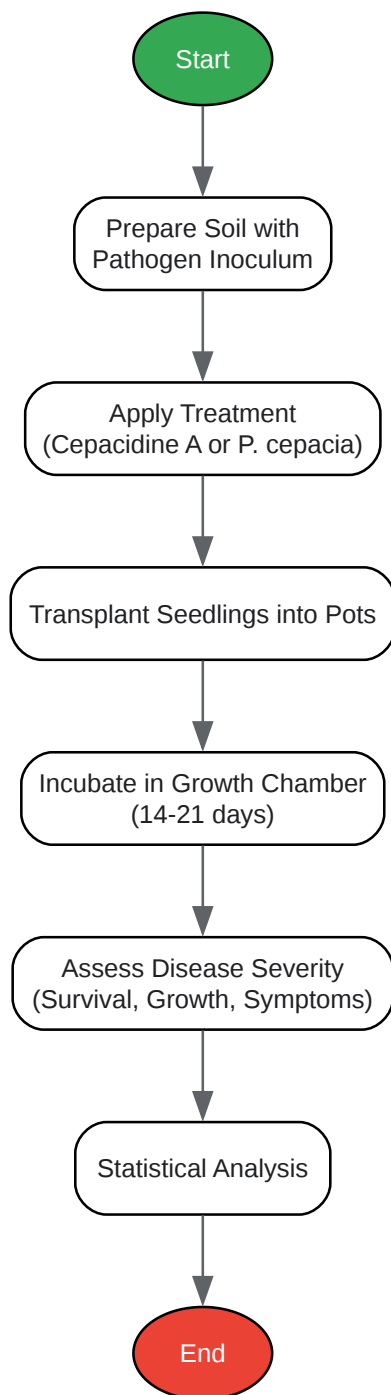 Start
Prepare Soil with
Pathogen Inoculum
Apply Treatment
(Cepacidine A or P. cepacia)
Transplant Seedlings into Pots
Incubate in Growth Chamber
(14-21 days)
Assess Disease Severity
(Survival, Growth, Symptoms)
Statistical Analysis
End